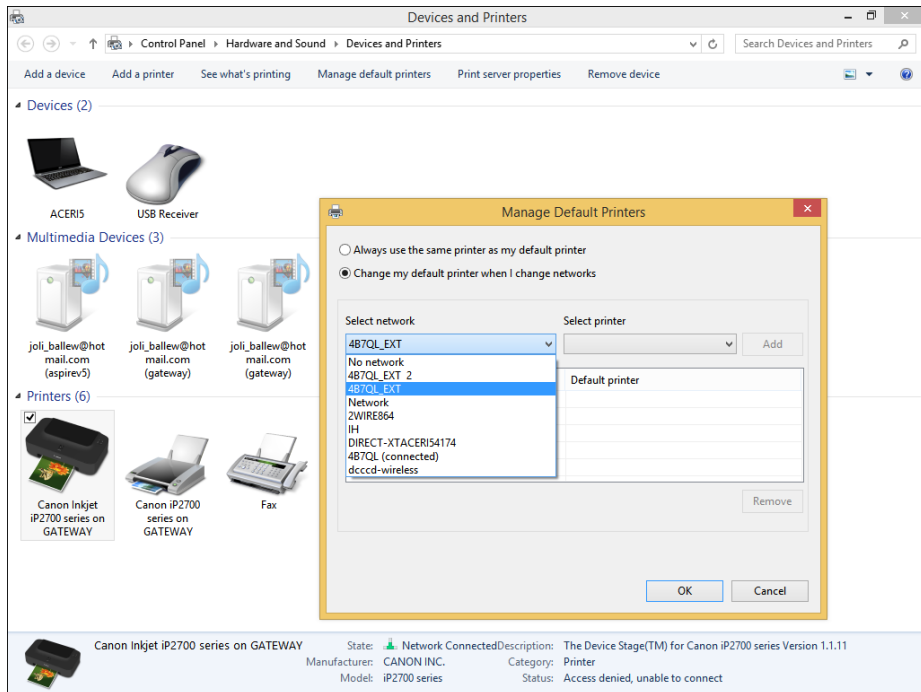 Devices and Printers
Control Panel ▸ Hardware and Sound ▸ Devices and Printers
Search Devices and Printers
Add a device Add a printer See what's printing Manage default printers Print server properties Remove device
Devices (2)
ACERI5
USB Receiver
Multimedia Devices (3)
joli_ballew@hot
mail.com
(aspirev5)
joli_ballew@hot
mail.com
(gateway)
joli_ballew@hot
mail.com
(gateway)
Printers (6)
Canon Inkjet
iP2700 series on
GATEWAY
Canon iP2700
series on
GATEWAY
Fax
Manage Default Printers
Always use the same printer as my default printer
Change my default printer when I change networks
Select network
Select printer
4B7QL_EXT
Add
No network
4B7QL_EXT 2
4B7QL_EXT
Network
2WIRE864
IH
DIRECT-XTACERI54174
4B7QL (connected)
dcccd-wireless
Default printer
Remove
OK
Cancel
Canon Inkjet iP2700 series on GATEWAY
State: Network Connected
Description: The Device Stage(TM) for Canon iP2700 series Version 1.1.11
Manufacturer: CANON INC.
Category: Printer
Model: iP2700 series
Status: Access denied, unable to connect